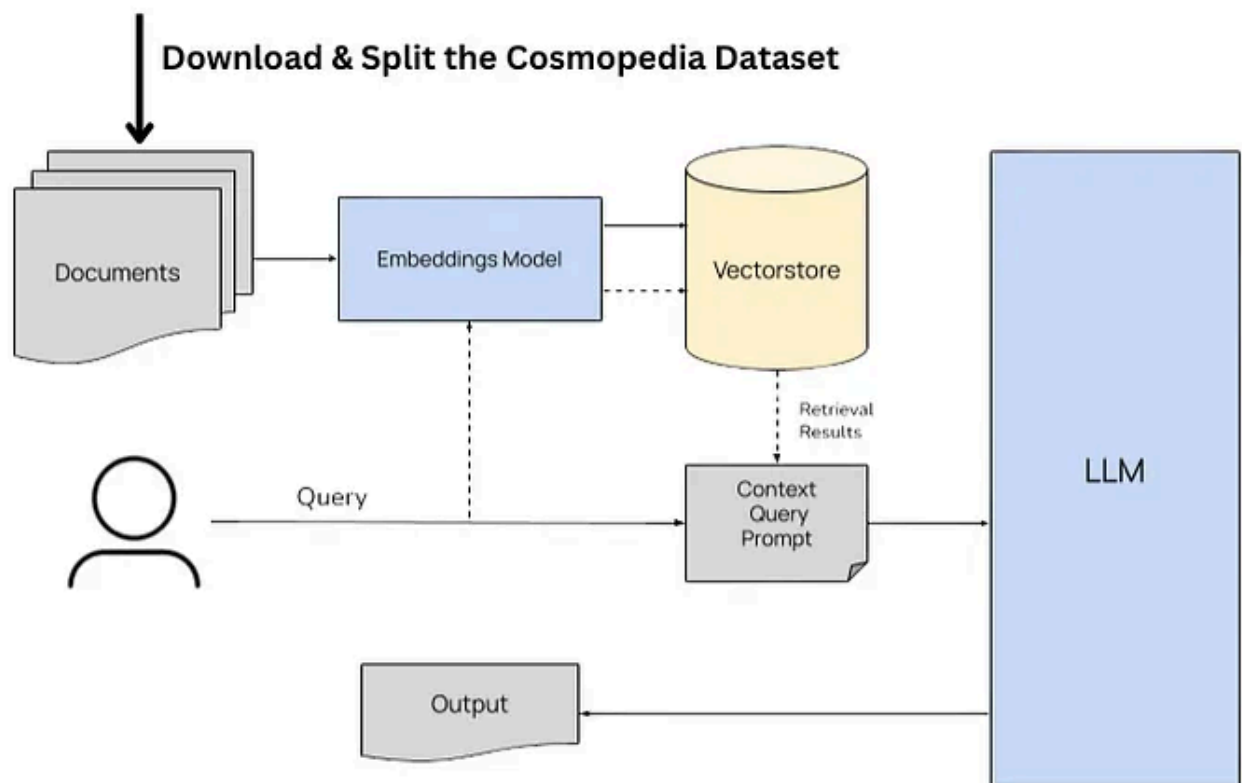 Download & Split the Cosmopedia Dataset
Documents
Embeddings Model
Vectorstore
Retrieval
Results
Query
Context
Query
Prompt
LLM
Output